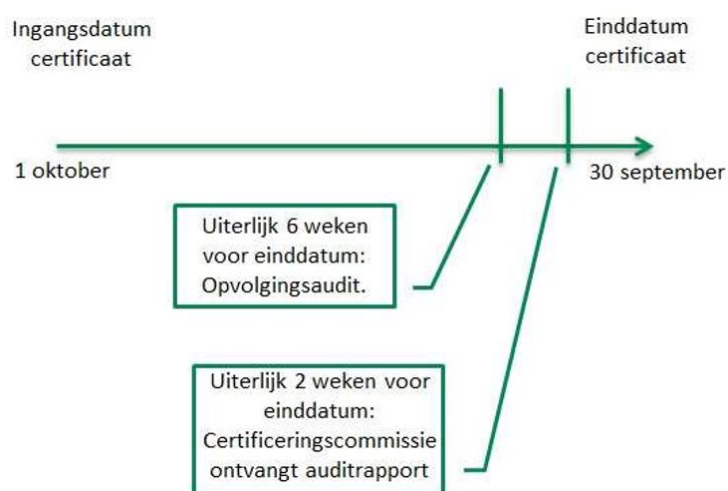 Ingangsdatum
certificaat
Einddatum
certificaat
1 oktober
30 september
Uiterlijk 6 weken
voor einddatum:
Opvolgingsaudit.
Uiterlijk 2 weken voor
einddatum:
Certificeringscommissie
ontvangt auditrapport